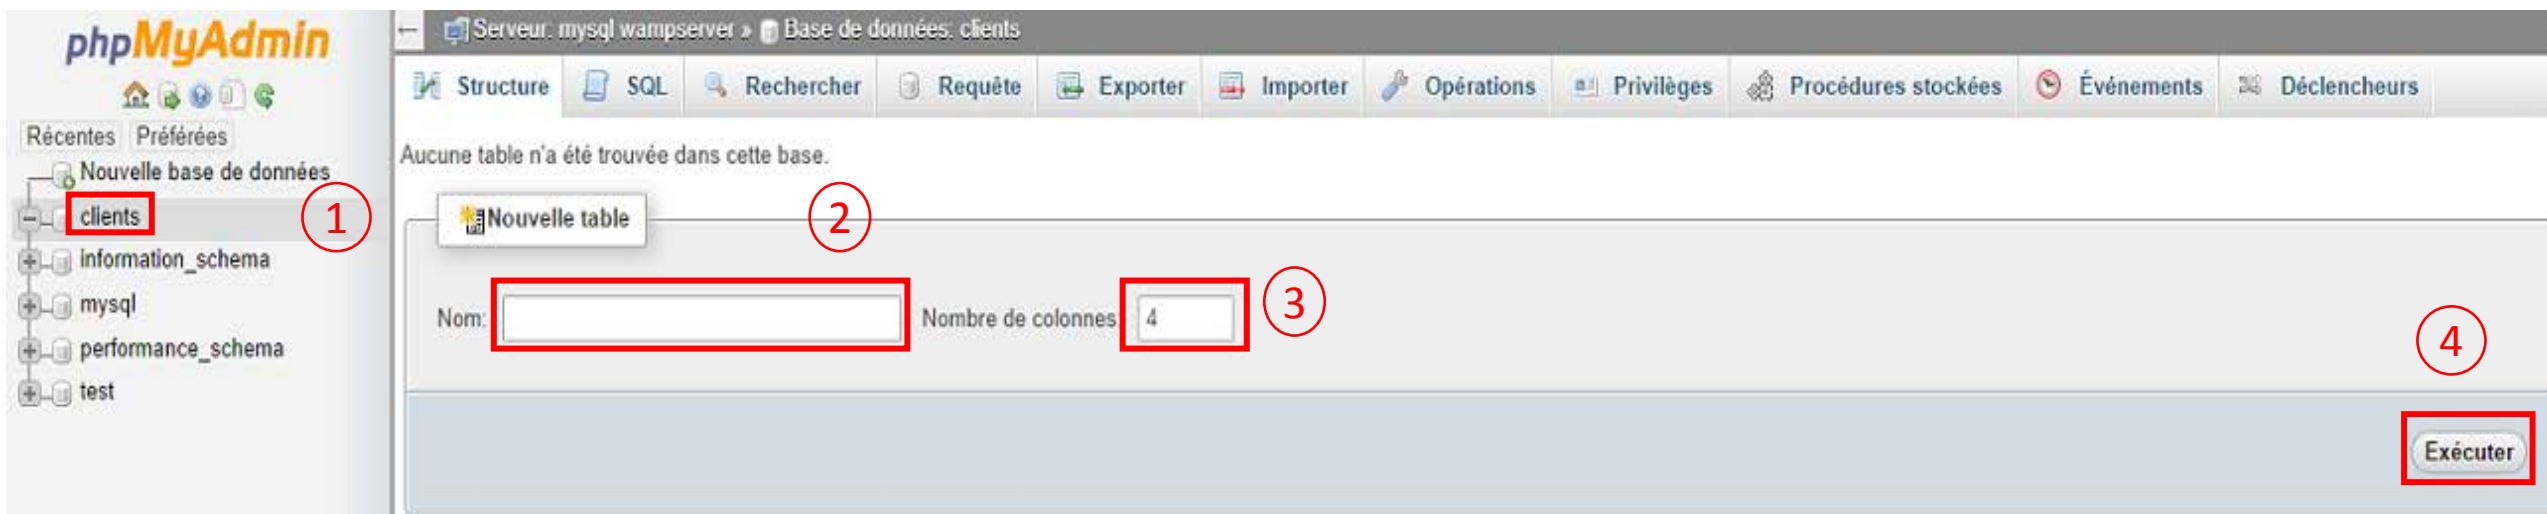 phpMyAdmin
Récentes Préférées
Nouvelle base de données
clients
1
information_schema
mysql
performance_schema
test
Serveur: mysql wampserver » Base de données: clients
Structure SQL Rechercher Requête Exporter Importer Opérations Privilèges Procédures stockées Événements Déclencheurs
Aucune table n'a été trouvée dans cette base.
Nouvelle table
2
Nom: Nombre de colonnes: 4
3
4
Exécuter